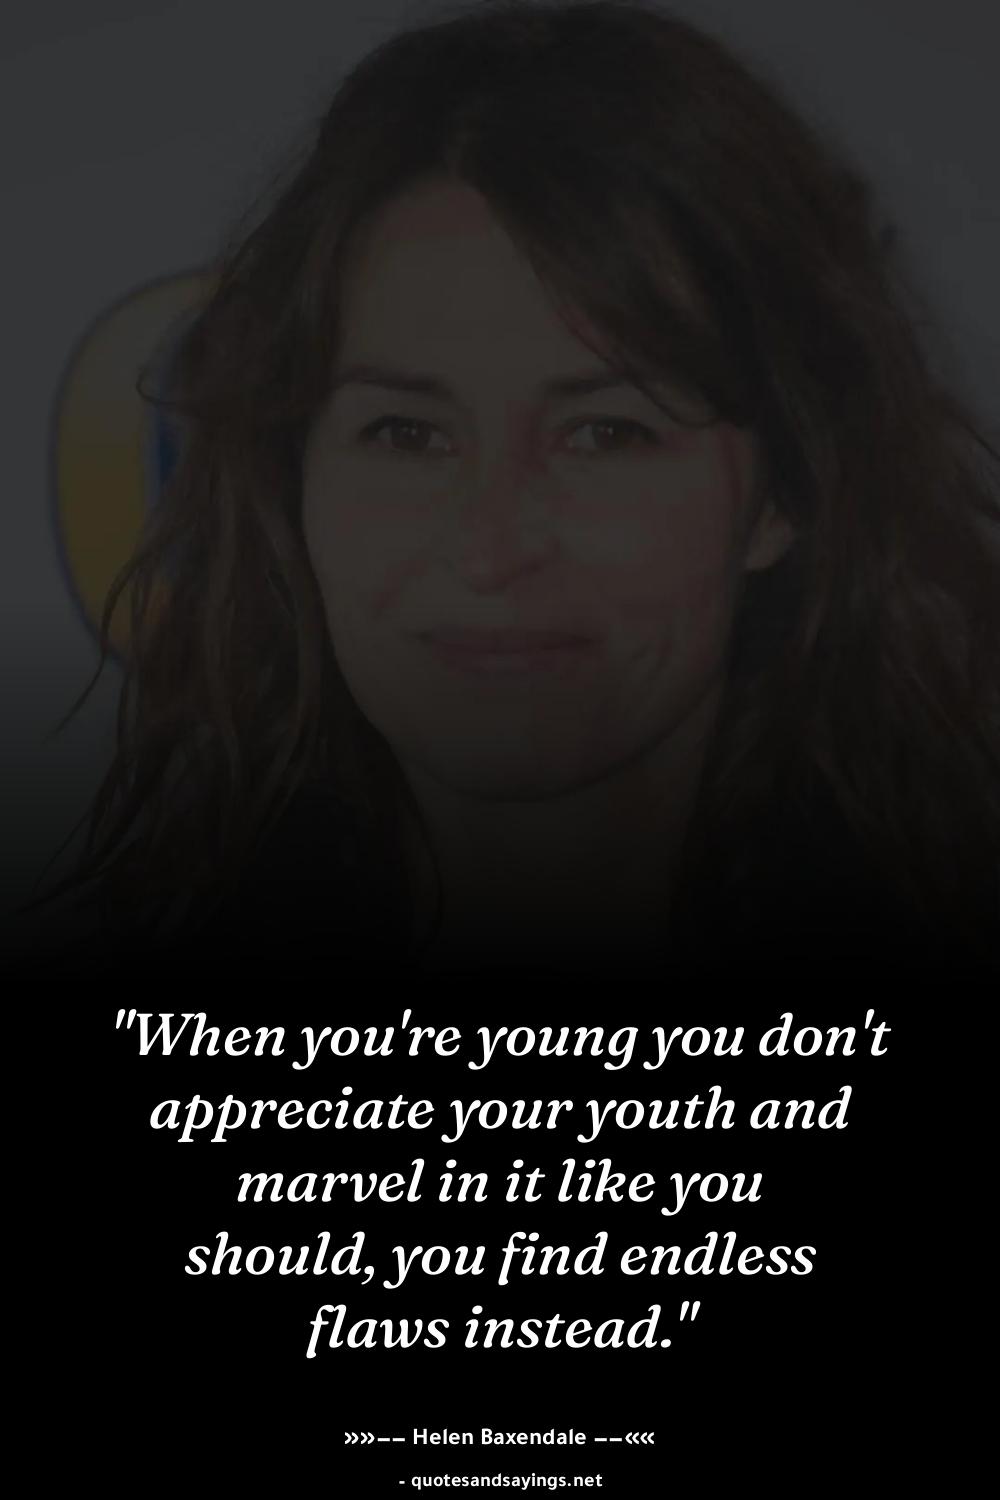 "When you're young you don't
appreciate your youth and
marvel in it like you
should, you find endless
flaws instead."
»»–– Helen Baxendale ––««
- quotesandsayings.net